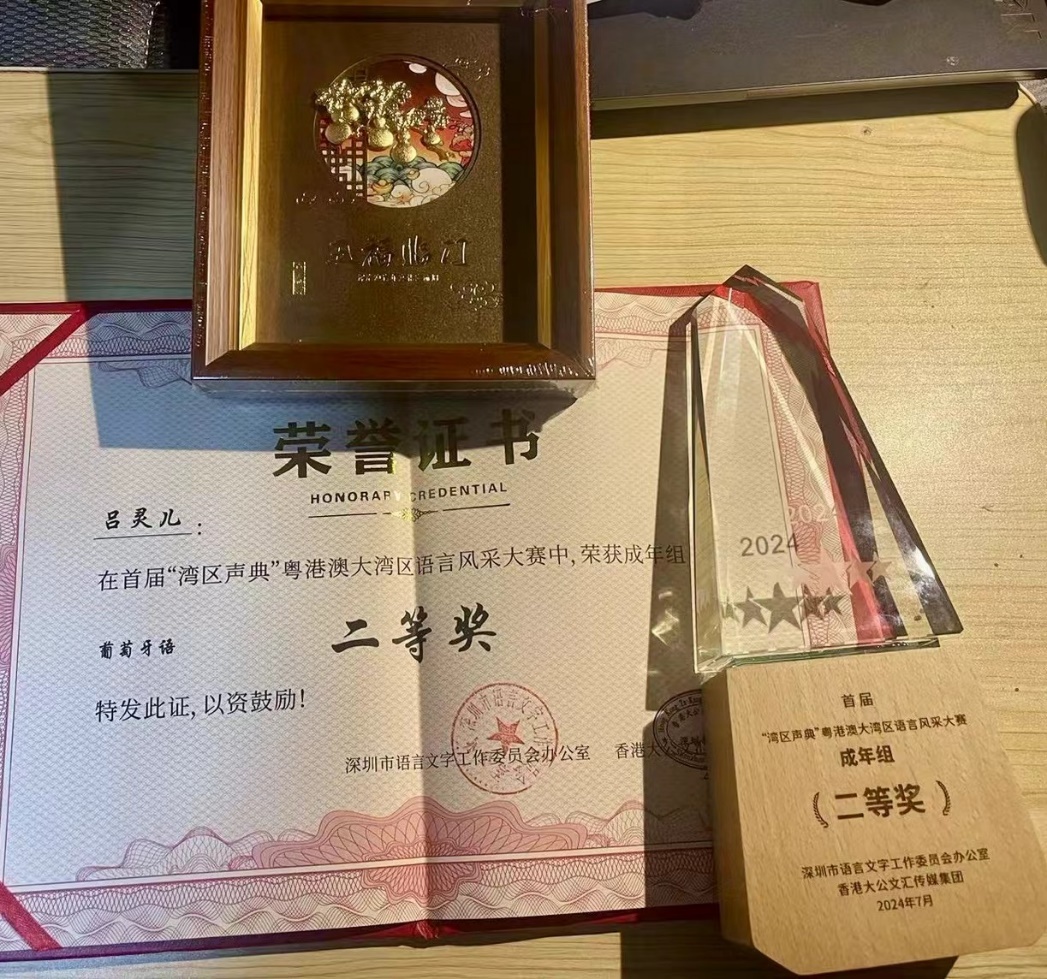 五福临门
荣誉证书
HONORARY CREDENTIAL
吕灵儿：
在首届“湾区声典”粤港澳大湾区语言风采大赛中,荣获成年组
二等奖
葡萄牙语
特发此证,以资鼓励!
深圳市语言文字工作委员会办公室 香港大公文汇
2024
首届
“湾区声典”粤港澳大湾区语言风采大赛
成年组
二等奖
深圳市语言文字工作委员会办公室
香港大公文汇传媒集团
2024年7月